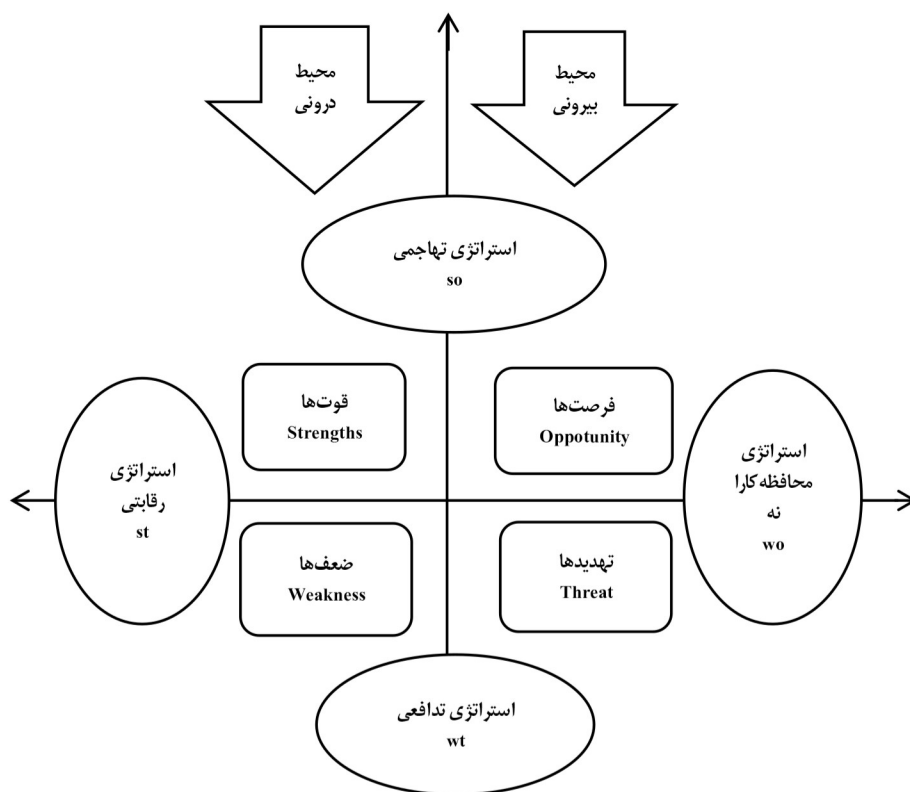 محیط
بیرونی
محیط
درونی
استراتژی تهاجمی
so
فرصت‌ها
Oppotunity
قوت‌ها
Strengths
استراتژی
محافظه‌کارا
نه
wo
استراتژی
رقابتی
st
تهدیدها
Threat
ضعف‌ها
Weakness
استراتژی تدافعی
wt